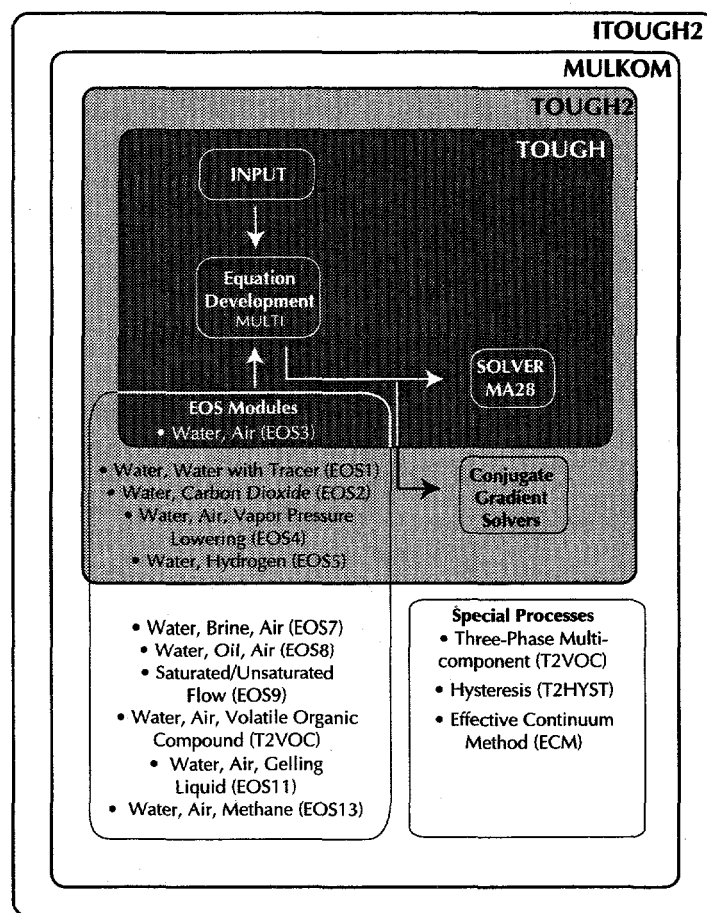 ITOUGH2
MULKOM
TOUGH2
TOUGH
INPUT
Equation
Development
MULTI
SOLVER
MA28
EOS Modules
• Water, Air (EOS3)
• Water, Water with Tracer (EOS1)
• Water, Carbon Dioxide (EOS2)
• Water, Air, Vapor Pressure
Lowering (EOS4)
• Water, Hydrogen (EOS5)
Conjugate
Gradient
Solvers
• Water, Brine, Air (EOS7)
• Water, Oil, Air (EOS8)
• Saturated/Unsaturated
Flow (EOS9)
• Water, Air, Volatile Organic
Compound (T2VOC)
• Water, Air, Gelling
Liquid (EOS11)
• Water, Air, Methane (EOS13)
Special Processes
• Three-Phase Multi-
component (T2VOC)
• Hysteresis (T2HYST)
• Effective Continuum
Method (ECM)